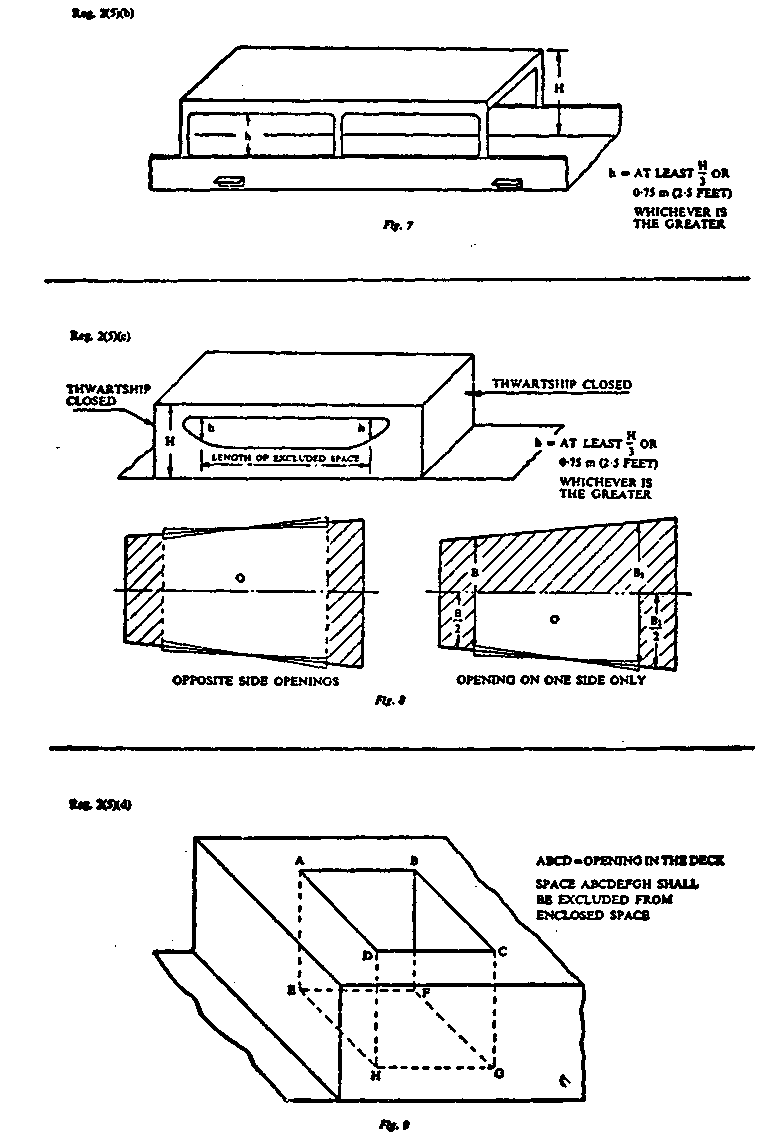 Reg. 2(5)(b)
H
h
h = AT LEAST H/3 OR
0·75 m (2·5 FEET)
WHICHEVER IS
THE GREATER
Fig. 7
Reg. 2(5)(c)
THWARTSHIP
CLOSED
THWARTSHIP CLOSED
H
h
h
LENGTH OF EXCLUDED SPACE
h = AT LEAST H/3 OR
0·75 m (2·5 FEET)
WHICHEVER IS
THE GREATER
O
B
B₁
B/2
O
B₁/2
OPPOSITE SIDE OPENINGS
OPENING ON ONE SIDE ONLY
Fig. 8
Reg. 2(5)(d)
A
B
ABCD = OPENING IN THE DECK
SPACE ABCDEFGH SHALL
BE EXCLUDED FROM
ENCLOSED SPACE
D
C
E
F
H
G
Fig. 9